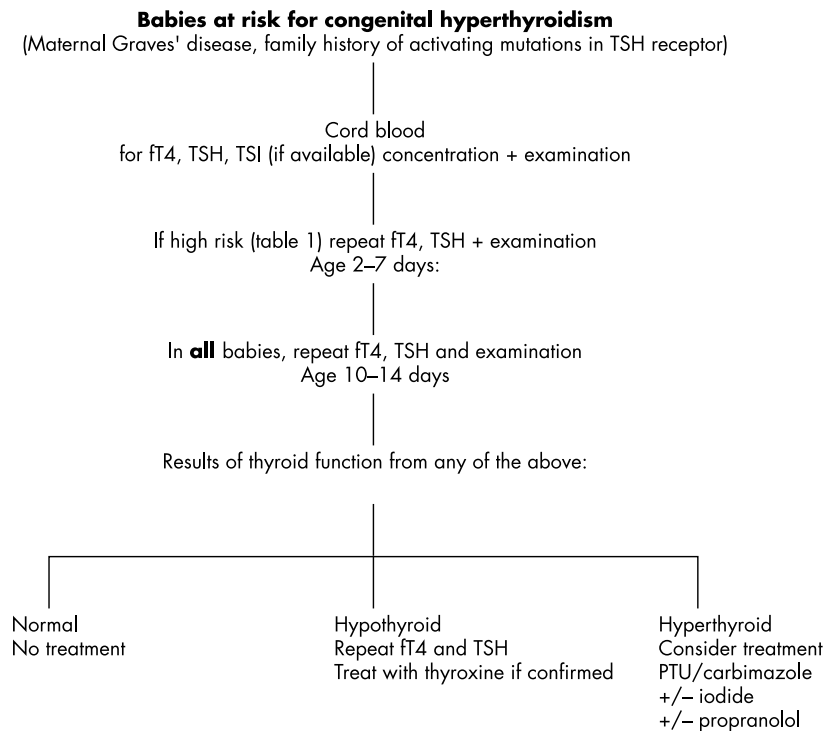 Babies at risk for congenital hyperthyroidism
(Maternal Graves' disease, family history of activating mutations in TSH receptor)
Cord blood
for fT4, TSH, TSI (if available) concentration + examination
If high risk (table 1) repeat fT4, TSH + examination
Age 2–7 days:
In all babies, repeat fT4, TSH and examination
Age 10–14 days
Results of thyroid function from any of the above:
Normal
No treatment
Hypothyroid
Repeat fT4 and TSH
Treat with thyroxine if confirmed
Hyperthyroid
Consider treatment
PTU/carbimazole
+/– iodide
+/– propranolol